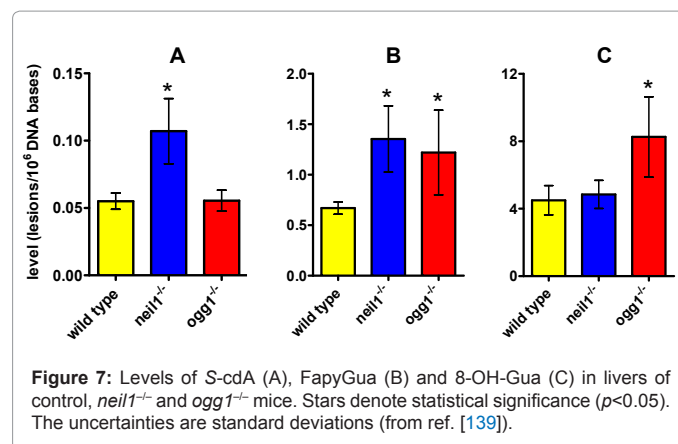 A
B
C
level (lesions/10⁶ DNA bases)
0.15
0.10
0.05
0.00
*
wild type
neil1⁻/⁻
ogg1⁻/⁻
2.0
1.5
1.0
0.5
0.0
*
*
wild type
neil1⁻/⁻
ogg1⁻/⁻
12
8
4
0
*
wild type
neil1⁻/⁻
ogg1⁻/⁻
Figure 7: Levels of S-cdA (A), FapyGua (B) and 8-OH-Gua (C) in livers of
control, neil1⁻/⁻ and ogg1⁻/⁻ mice. Stars denote statistical significance (p<0.05).
The uncertainties are standard deviations (from ref. [139]).